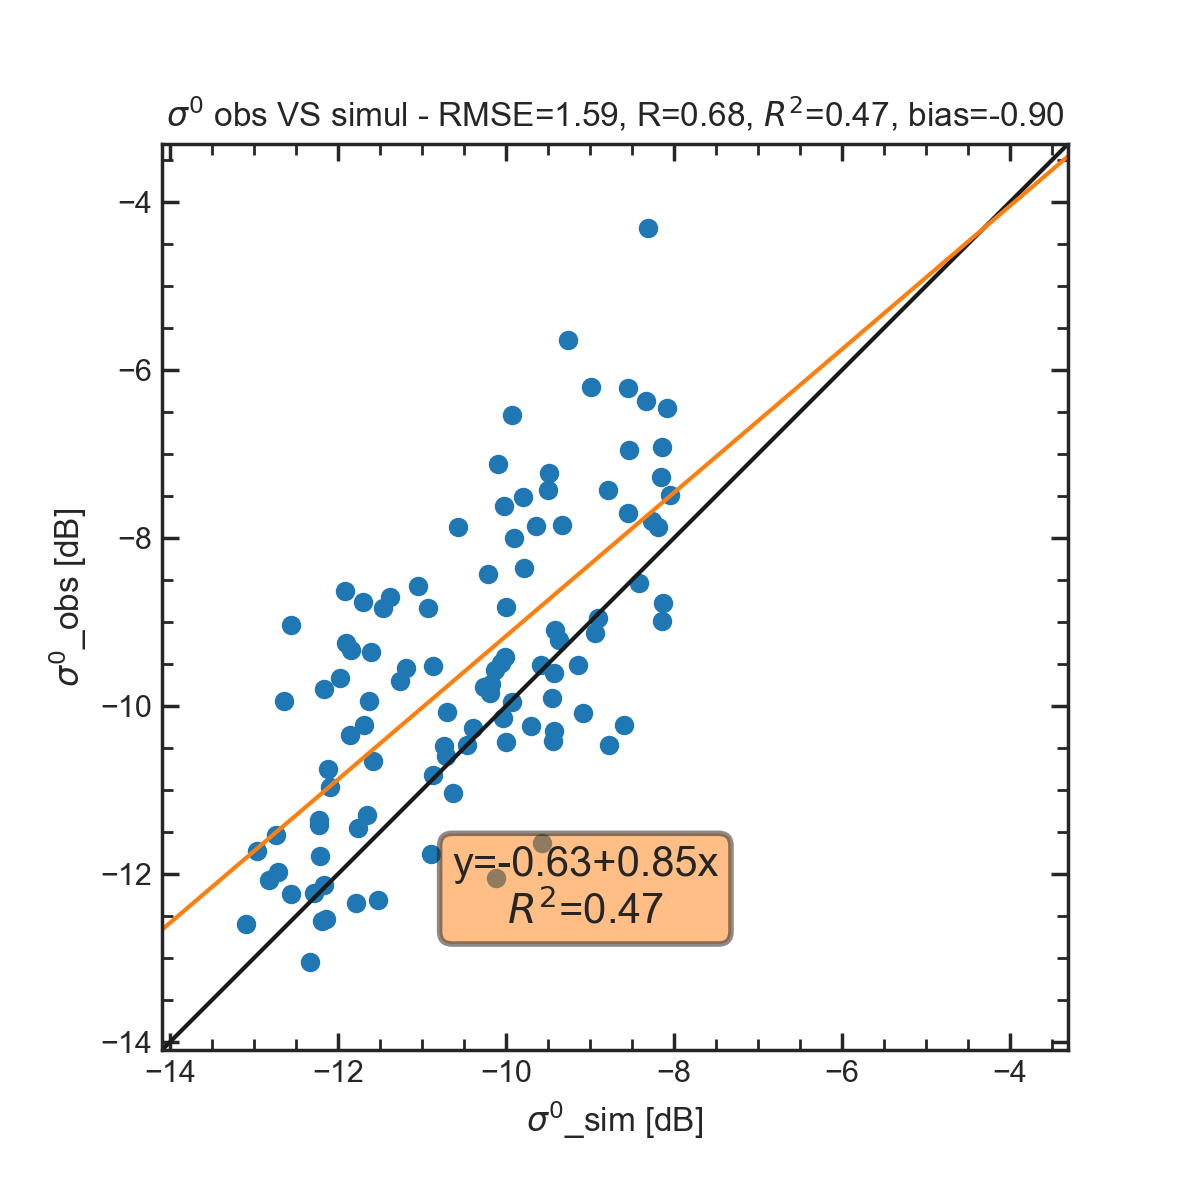 σ⁰ obs VS simul - RMSE=1.59, R=0.68, R²=0.47, bias=-0.90
−4
−6
−8
−10
−12
−14
σ⁰_obs [dB]
y=-0.63+0.85x
R²=0.47
−14 −12 −10 −8 −6 −4
σ⁰_sim [dB]